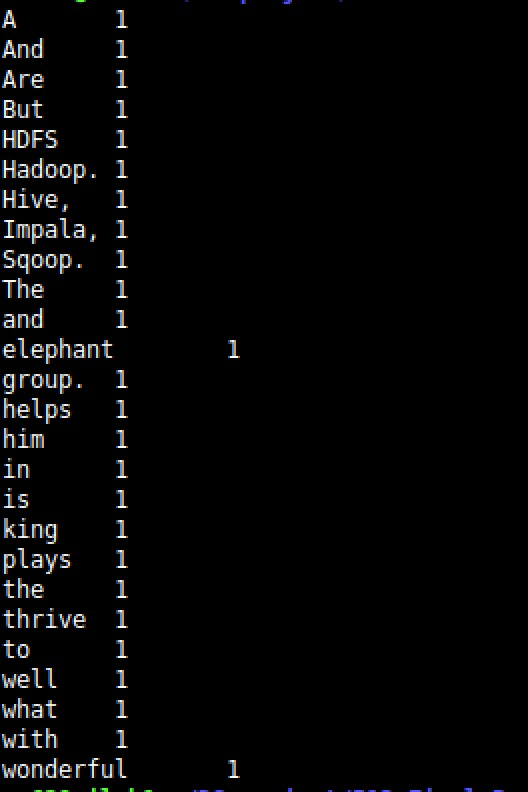 A 1
And 1
Are 1
But 1
HDFS 1
Hadoop. 1
Hive, 1
Impala, 1
Sqoop. 1
The 1
and 1
elephant 1
group. 1
helps 1
him 1
in 1
is 1
king 1
plays 1
the 1
thrive 1
to 1
well 1
what 1
with 1
wonderful 1